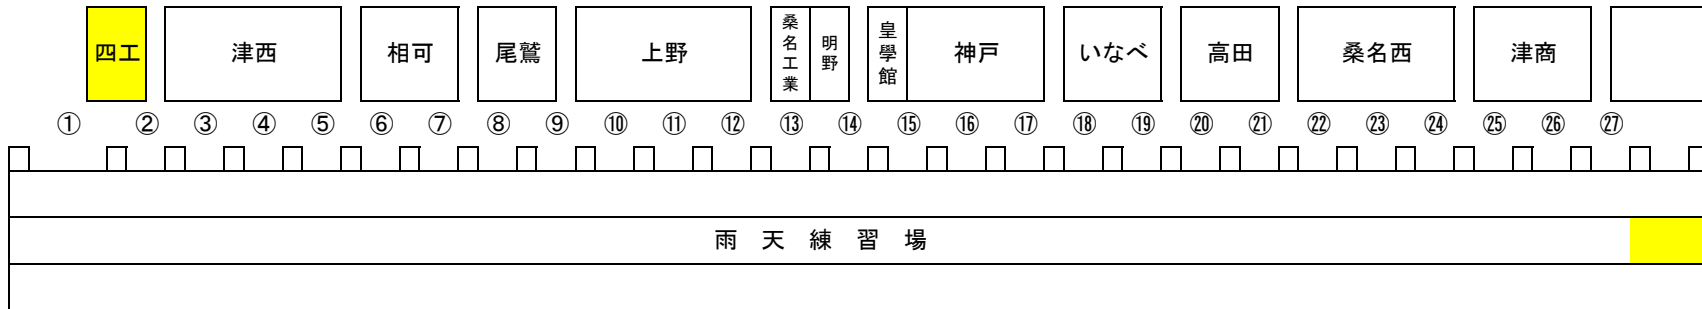 四工 津西 相可 尾鷲 上野 桑名工業 明野 皇學館 神戸 いなべ 高田 桑名西 津商
① ② ③ ④ ⑤ ⑥ ⑦ ⑧ ⑨ ⑩ ⑪ ⑫ ⑬ ⑭ ⑮ ⑯ ⑰ ⑱ ⑲ ⑳ ㉑ ㉒ ㉓ ㉔ ㉕ ㉖ ㉗
雨天練習場